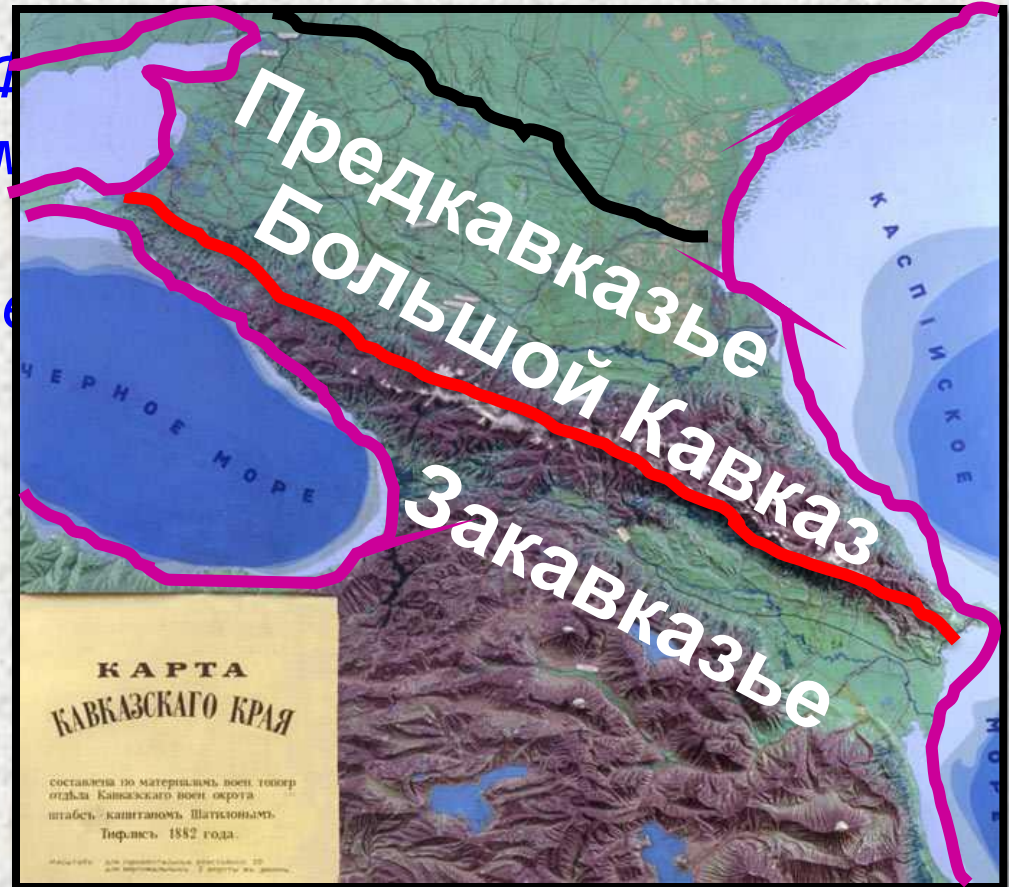 Предкавказье
Большой Кавказ
Закавказье
КАСПІЙСКОЕ
МОРЕ
ЧЕРНОЕ МОРЕ
КАРТА
КАВКАЗСКАГО КРАЯ
составлена по матеріаламъ воен. топогр
отдѣла Кавказскаго воен. округа
штабсъ-капитаномъ Шатиловымъ
Тифлисъ 1882 года.